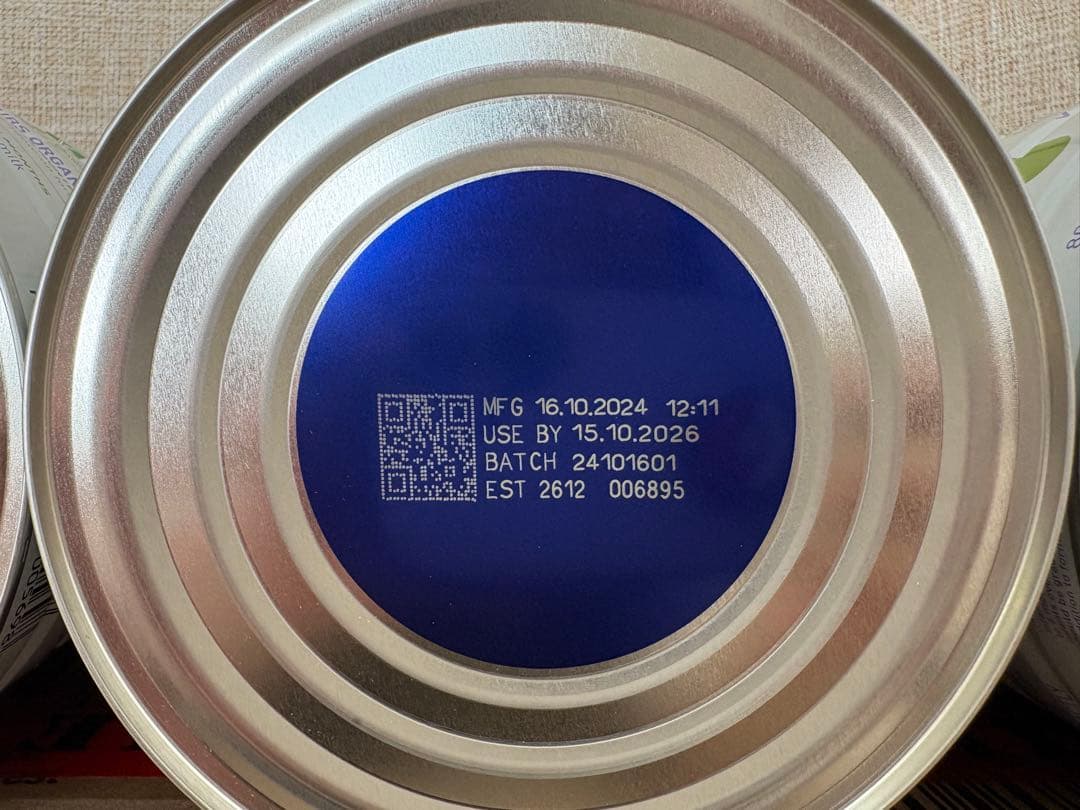 MFG 16.10.2024 12:11
USE BY 15.10.2026
BATCH 24101601
EST 2612 006895